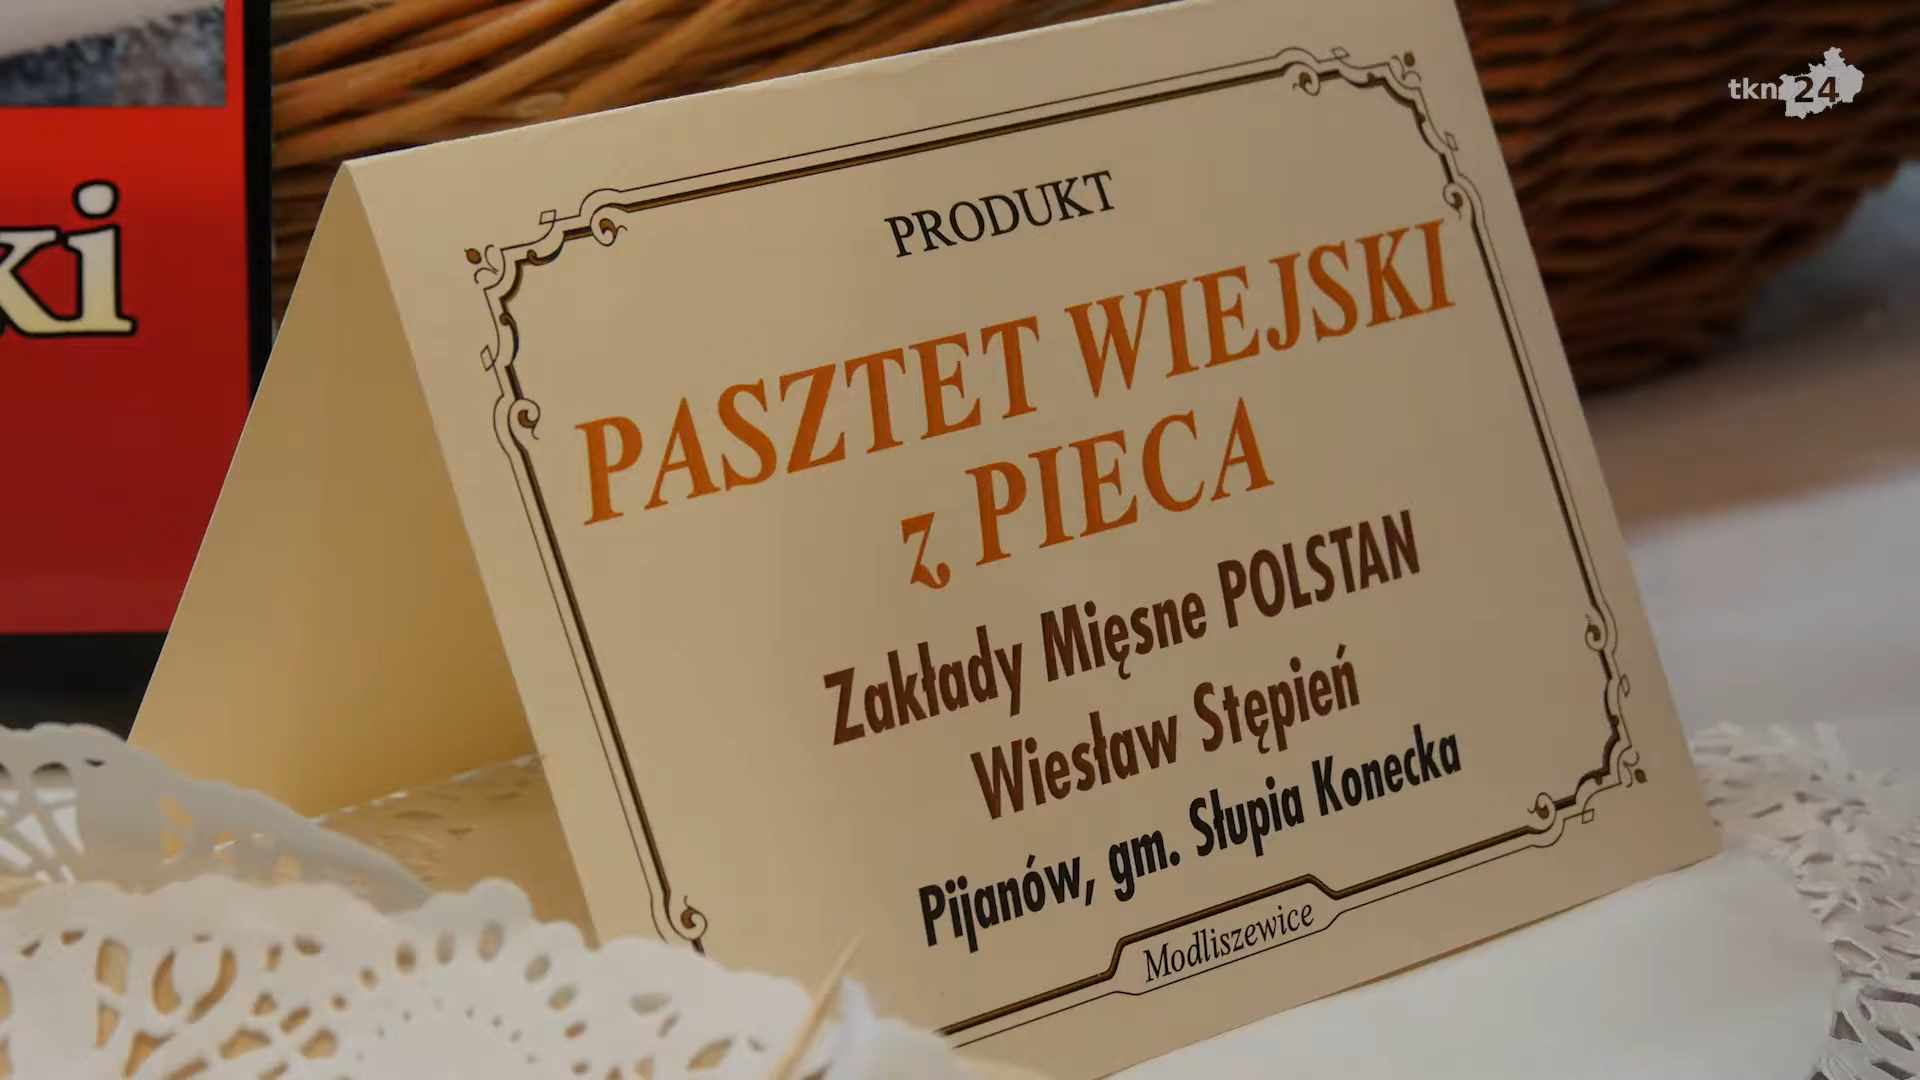 tkn24
ki
PRODUKT
PASZTET WIEJSKI
z PIECA
Zakłady Mięsne POLSTAN
Wiesław Stępień
Pijanów, gm. Słupia Konecka
Modliszewice